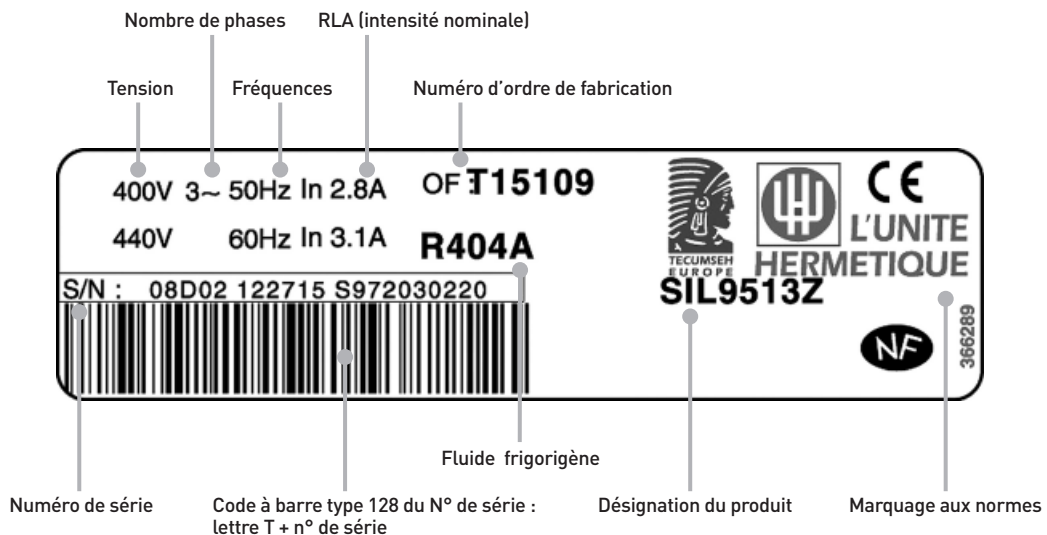 Nombre de phases
RLA (intensité nominale)
Tension
Fréquences
Numéro d'ordre de fabrication
400V 3~ 50Hz In 2.8A
OF T15109
440V 60Hz In 3.1A
R404A
TECUMSEH
EUROPE
CE
L'UNITE
HERMETIQUE
SIL9513Z
S/N : 08D02 122715 S972030220
NF
366289
Fluide frigorigène
Numéro de série
Code à barre type 128 du N° de série :
lettre T + n° de série
Désignation du produit
Marquage aux normes